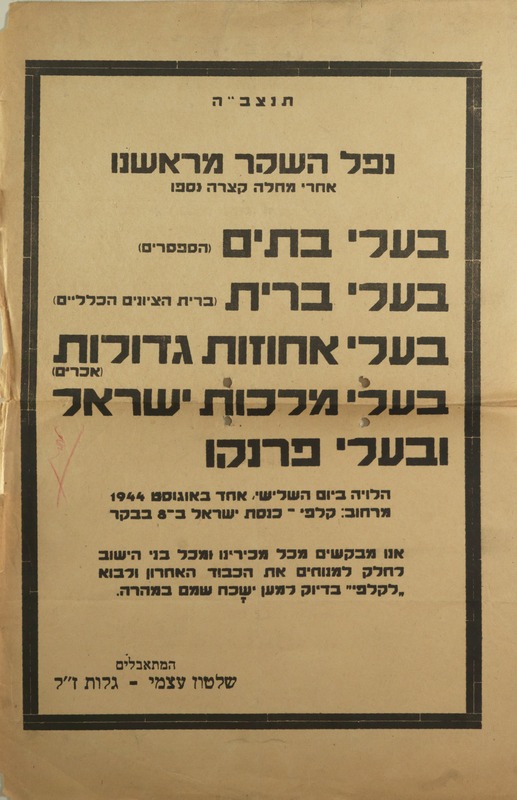 תנצב״ה
נפל השקר מראשנו
אחרי מחלה קצרה נספו
בעלי בתים (הספסרים)
בעלי ברית (ברית הציונים הכלליים)
בעלי אחוזות גדולות
(אכרים)
בעלי מלכות ישראל
ובעלי פרנקו
הלויה ביום השלישי, אחד באוגוסט 1944
מרחוב: קלפי - כנסת ישראל ב-8 בבקר
אנו מבקשים מכל מכירינו ומכל בני הישוב
לחלק למנוחים את הכבוד האחרון ולבוא
„לקלפי״ בדיוק למען ישָכח שמם במהרה.
המתאבלים
שלטון עצמי - גלות ז״ל